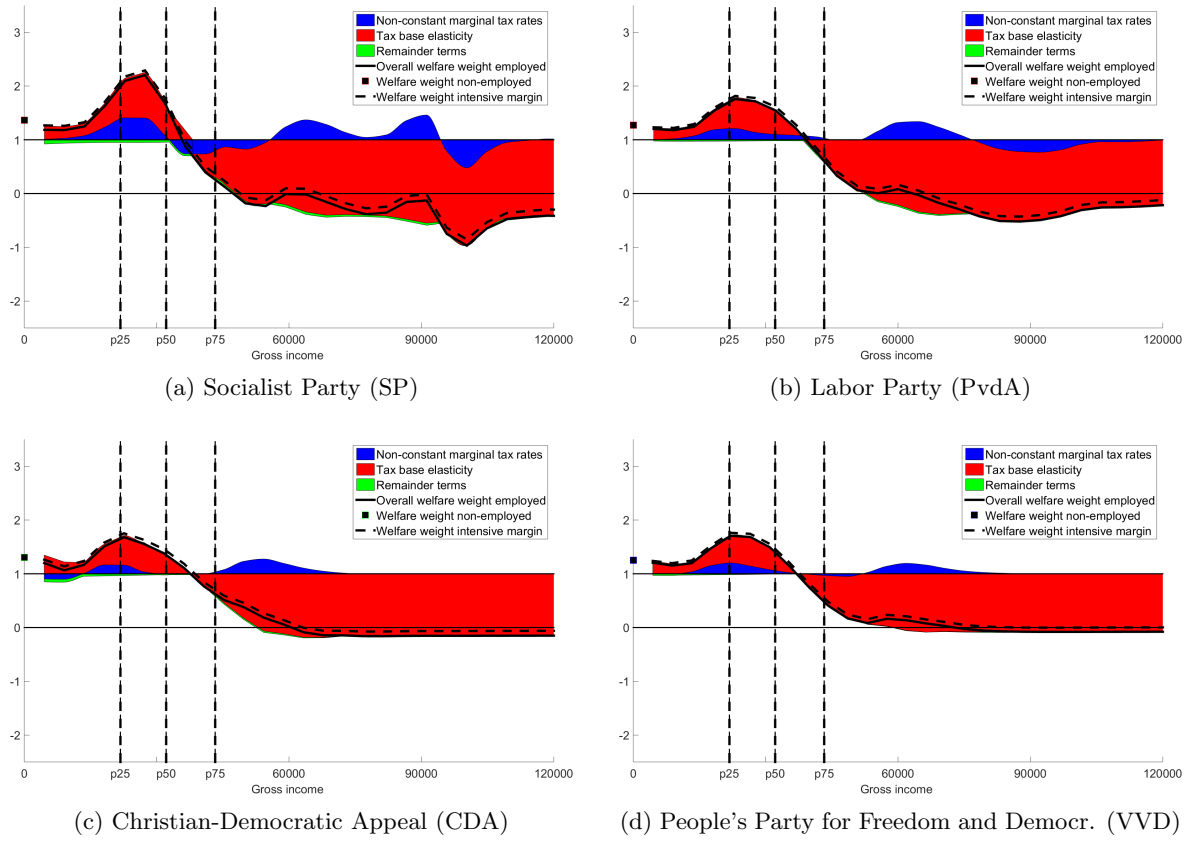 3
2
1
0
-1
-2
Non-constant marginal tax rates
Tax base elasticity
Remainder terms
Overall welfare weight employed
Welfare weight non-employed
Welfare weight intensive margin
0 p25 p50 p75 60000 90000 120000
Gross income
(a) Socialist Party (SP)
3
2
1
0
-1
-2
Non-constant marginal tax rates
Tax base elasticity
Remainder terms
Overall welfare weight employed
Welfare weight non-employed
Welfare weight intensive margin
0 p25 p50 p75 60000 90000 120000
Gross income
(b) Labor Party (PvdA)
3
2
1
0
-1
-2
Non-constant marginal tax rates
Tax base elasticity
Remainder terms
Overall welfare weight employed
Welfare weight non-employed
Welfare weight intensive margin
0 p25 p50 p75 60000 90000 120000
Gross income
(c) Christian-Democratic Appeal (CDA)
3
2
1
0
-1
-2
Non-constant marginal tax rates
Tax base elasticity
Remainder terms
Overall welfare weight employed
Welfare weight non-employed
Welfare weight intensive margin
0 p25 p50 p75 60000 90000 120000
Gross income
(d) People's Party for Freedom and Democr. (VVD)